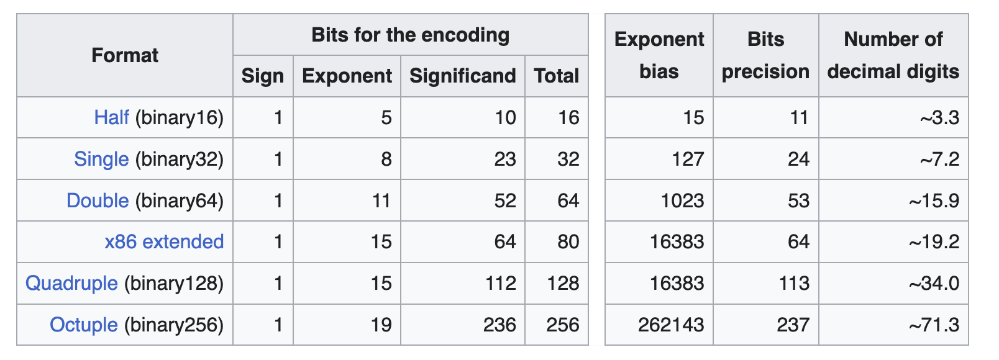 Format Bits for the encoding Exponent bias Bits precision Number of decimal digits
Sign Exponent Significand Total
Half (binary16) 1 5 10 16 15 11 ~3.3
Single (binary32) 1 8 23 32 127 24 ~7.2
Double (binary64) 1 11 52 64 1023 53 ~15.9
x86 extended 1 15 64 80 16383 64 ~19.2
Quadruple (binary128) 1 15 112 128 16383 113 ~34.0
Octuple (binary256) 1 19 236 256 262143 237 ~71.3